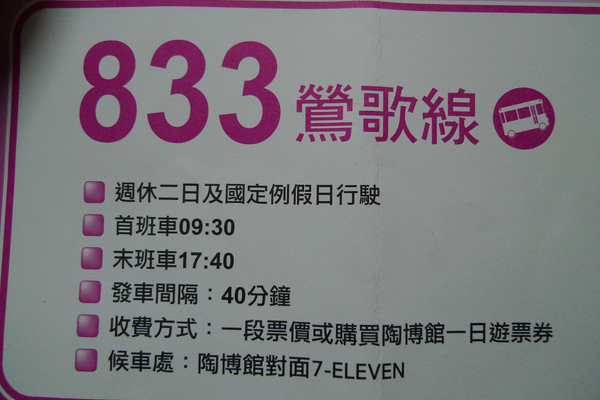 833 鶯歌線
週休二日及國定例假日行駛
首班車09:30
末班車17:40
發車間隔：40分鐘
收費方式：一段票價或購買陶博館一日遊票券
候車處：陶博館對面7-ELEVEN